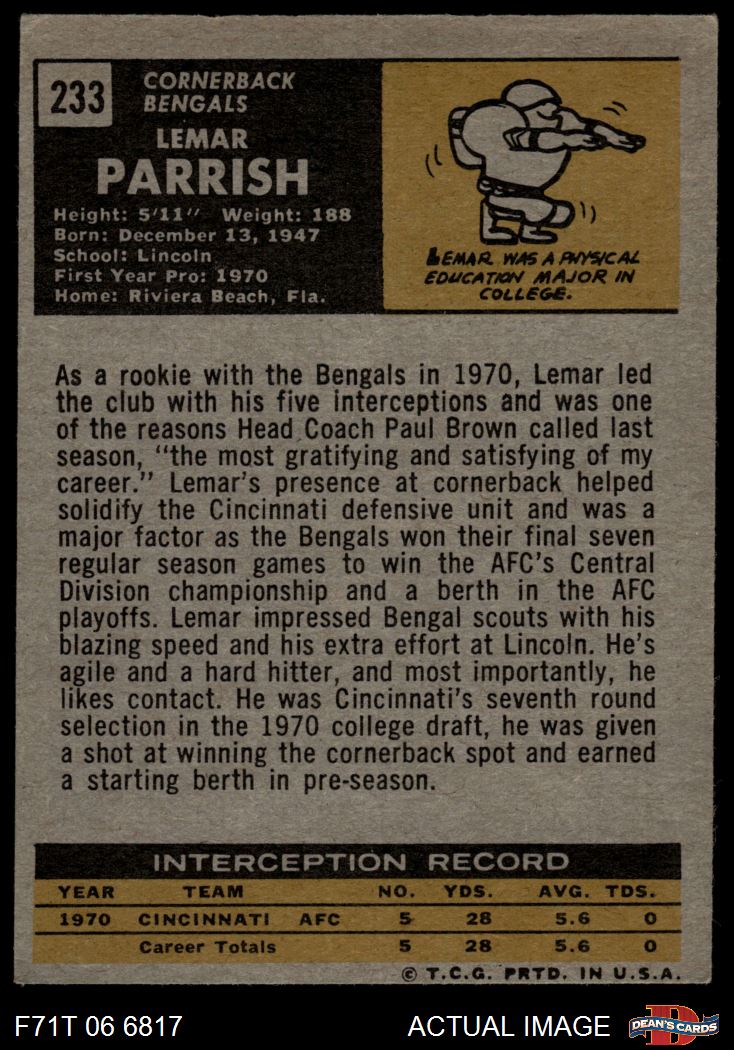 233
CORNERBACK
BENGALS
LEMAR
PARRISH
Height: 5'11" Weight: 188
Born: December 13, 1947
School: Lincoln
First Year Pro: 1970
Home: Riviera Beach, Fla.
LEMAR WAS A PHYSICAL
EDUCATION MAJOR IN
COLLEGE.
As a rookie with the Bengals in 1970, Lemar led
the club with his five interceptions and was one
of the reasons Head Coach Paul Brown called last
season, "the most gratifying and satisfying of my
career." Lemar's presence at cornerback helped
solidify the Cincinnati defensive unit and was a
major factor as the Bengals won their final seven
regular season games to win the AFC's Central
Division championship and a berth in the AFC
playoffs. Lemar impressed Bengal scouts with his
blazing speed and his extra effort at Lincoln. He's
agile and a hard hitter, and most importantly, he
likes contact. He was Cincinnati's seventh round
selection in the 1970 college draft, he was given
a shot at winning the cornerback spot and earned
a starting berth in pre-season.
INTERCEPTION RECORD
YEAR TEAM NO. YDS. AVG. TDS.
1970 CINCINNATI AFC 5 28 5.6 0
Career Totals 5 28 5.6 0
© T.C.G. PRTD. IN U.S.A.
F71T 06 6817 ACTUAL IMAGE
D
DEAN'S CARDS